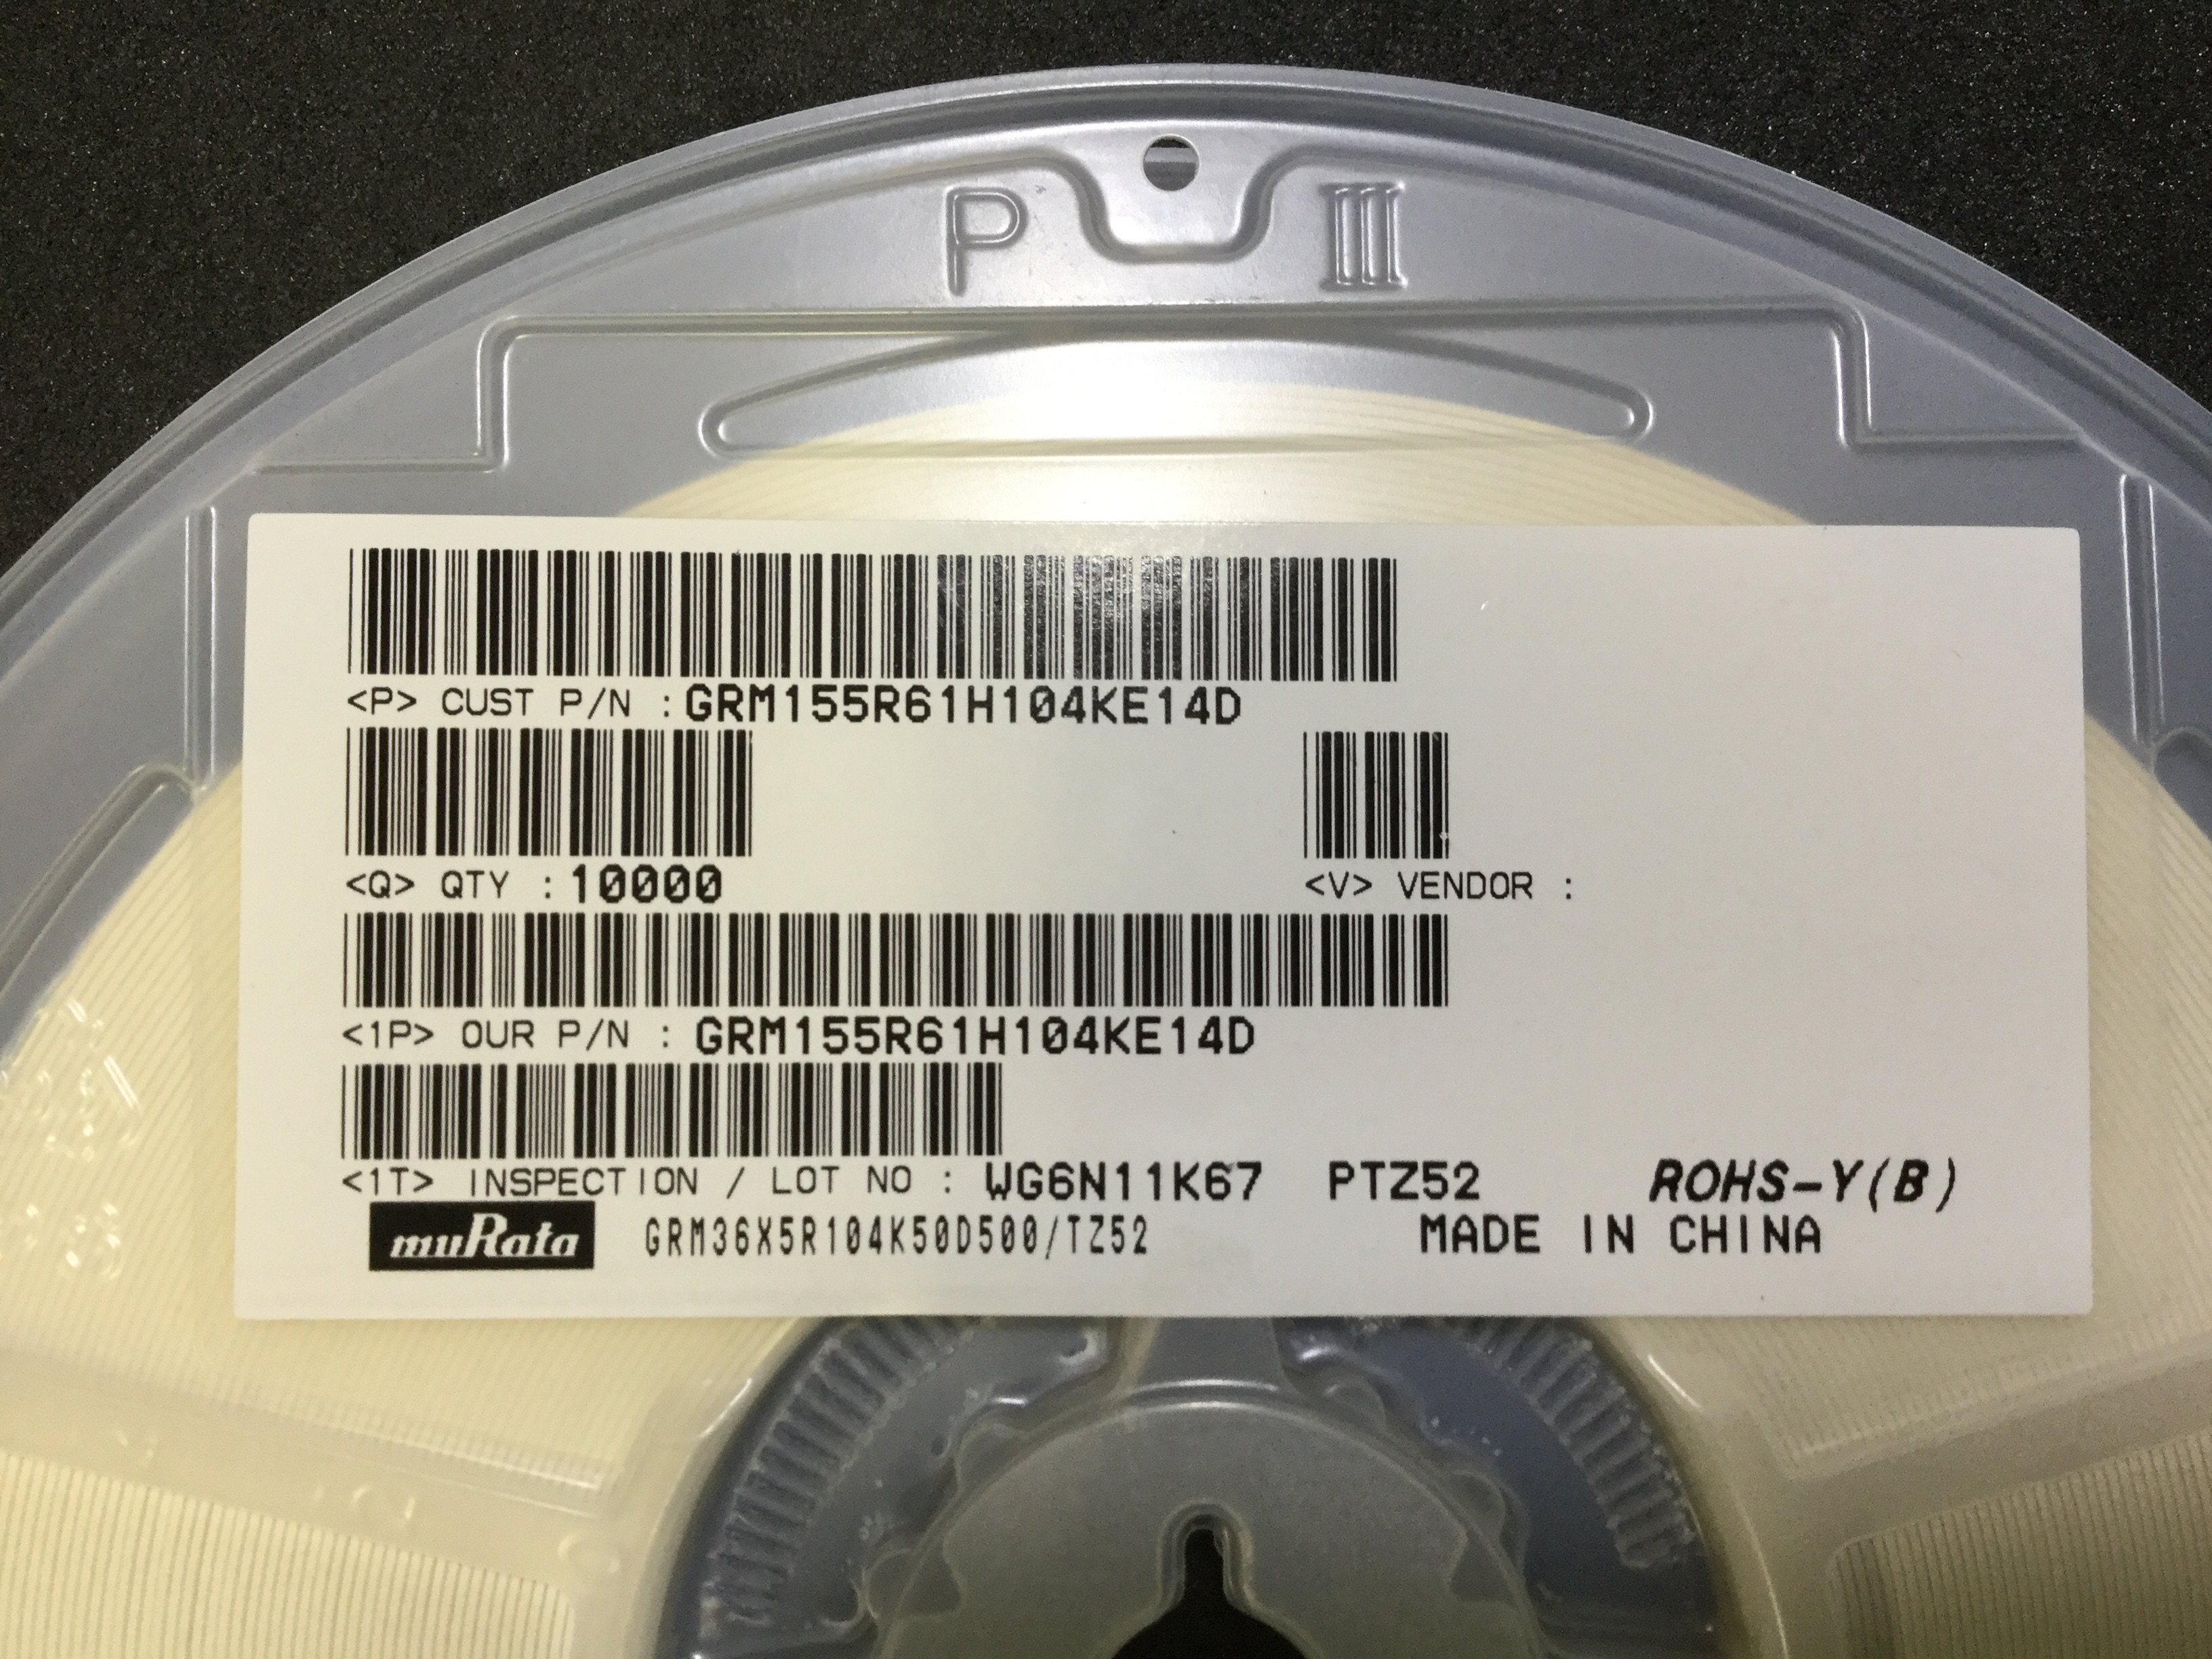 P III
<P> CUST P/N : GRM155R61H104KE14D
<Q> QTY : 10000 <V> VENDOR :
<1P> OUR P/N : GRM155R61H104KE14D
<1T> INSPECTION / LOT NO : WG6N11K67 PTZ52 ROHS-Y(B)
muRata GRM36X5R104K50D500/TZ52 MADE IN CHINA